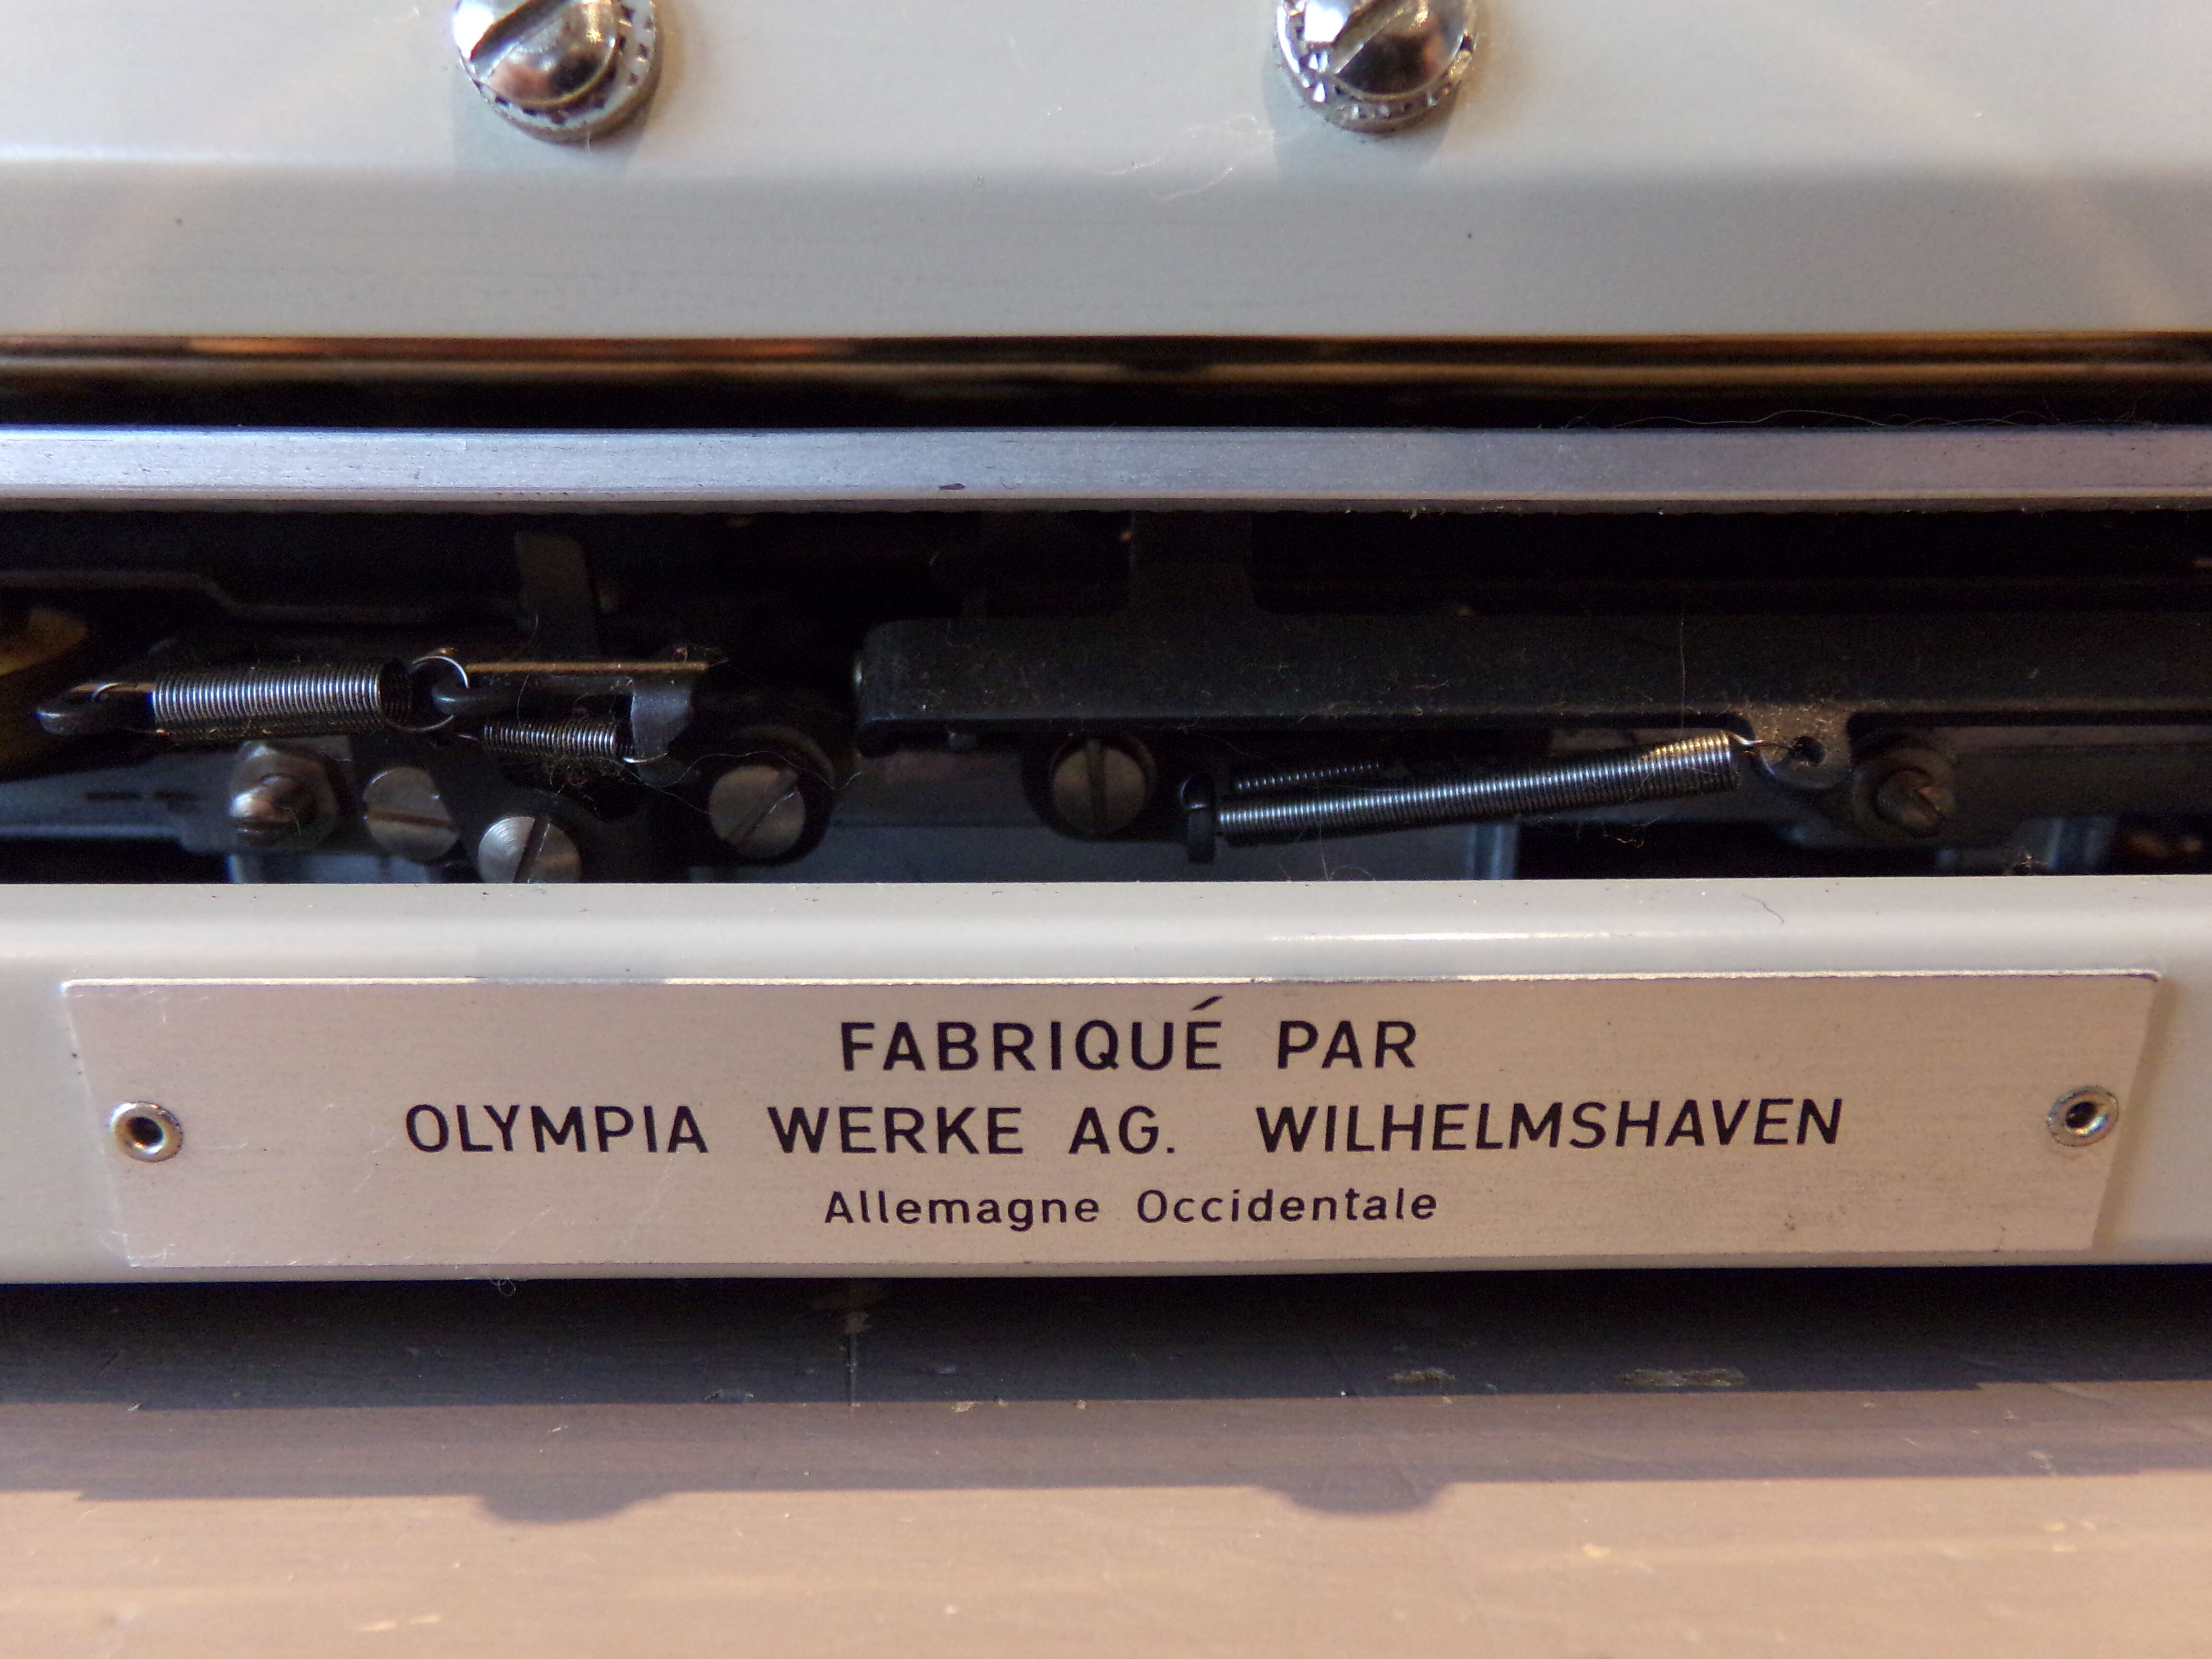 FABRIQUÉ PAR
OLYMPIA WERKE AG. WILHELMSHAVEN
Allemagne Occidentale